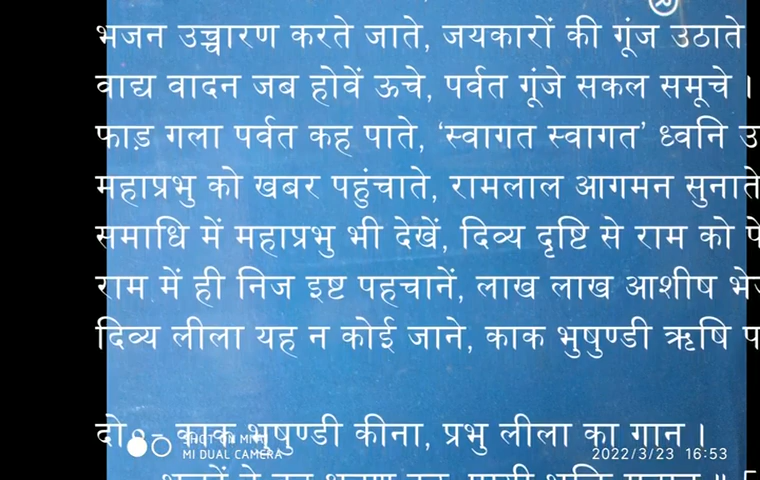 भजन उच्चारण करते जाते, जयकारों की गूंज उठाते
वाद्य वादन जब होवें ऊचे, पर्वत गूंजे सकल समूचे ।
फाड़ गला पर्वत कह पाते, ‘स्वागत स्वागत’ ध्वनि
महाप्रभु को खबर पहुंचाते, रामलाल आगमन सुनाते
समाधि में महाप्रभु भी देखें, दिव्य दृष्टि से राम को
राम में ही निज इष्ट पहचानें, लाख लाख आशीष
दिव्य लीला यह न कोई जाने, काक भुषुण्डी ऋषि
दो०- काक भुषुण्डी कीना, प्रभु लीला का गान ।
SHOT ON MI A1
MI DUAL CAMERA
2022/3/23 16:53